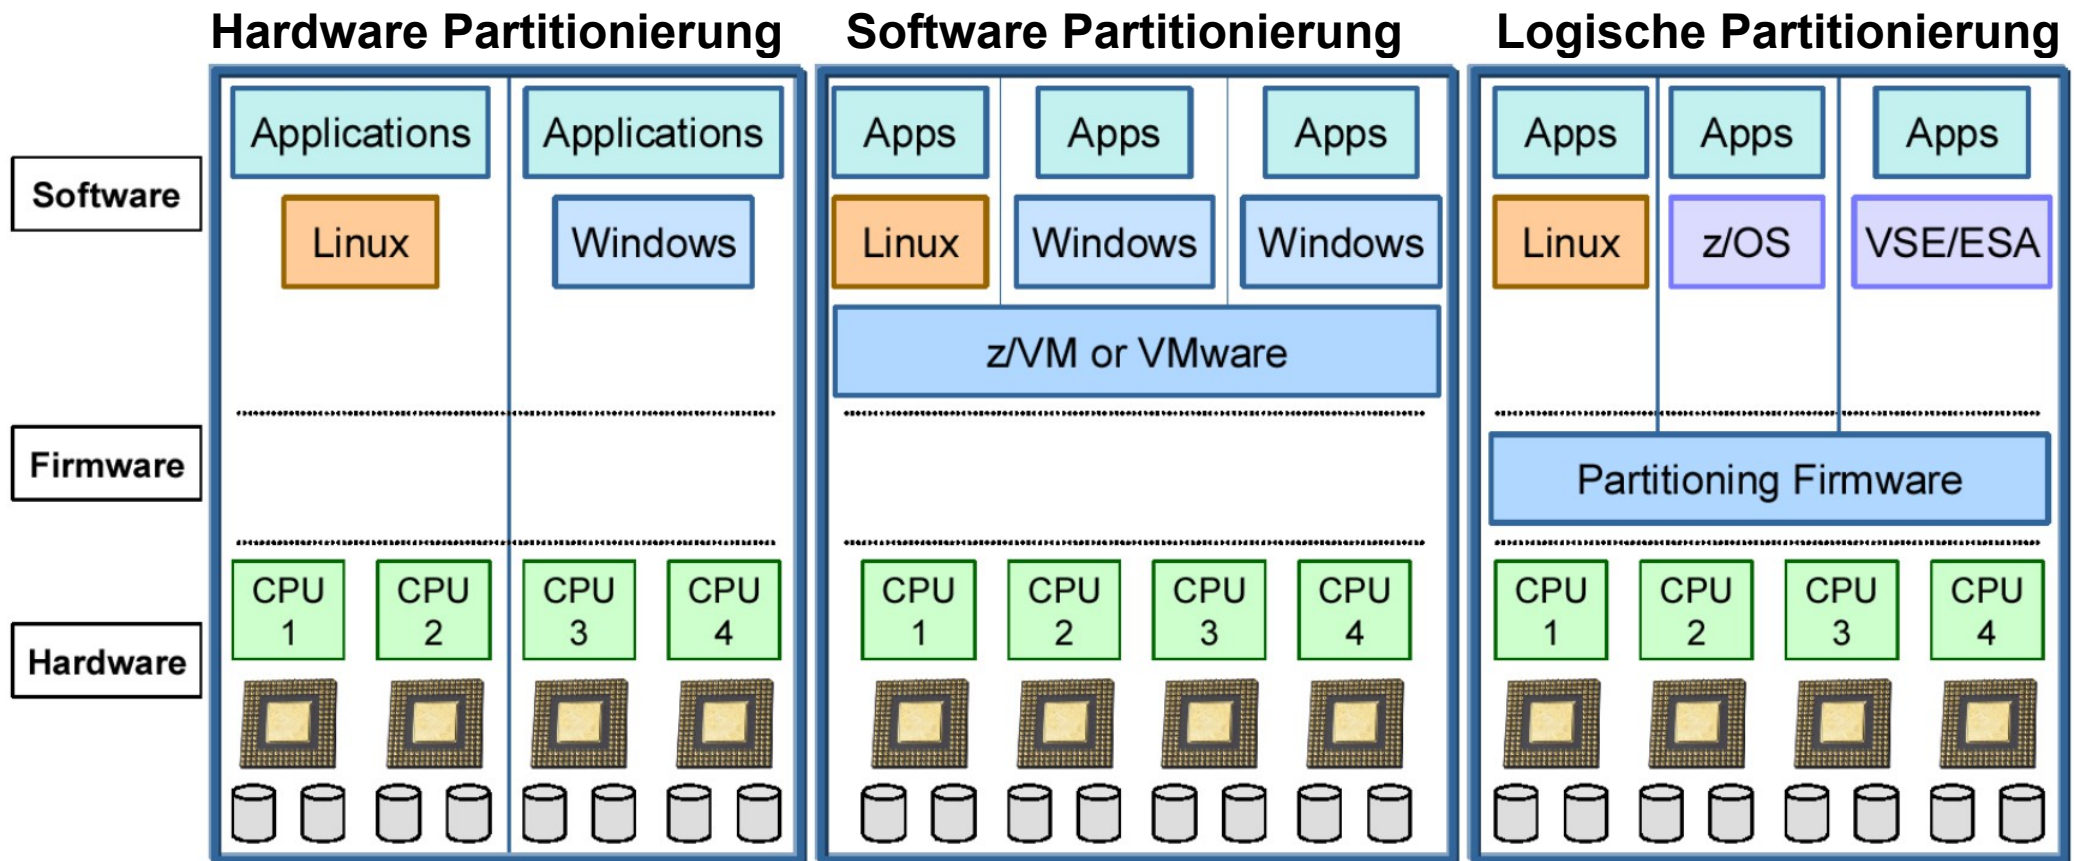 Hardware Partitionierung
Software Partitionierung
Logische Partitionierung
Software
Firmware
Hardware
Applications
Applications
Linux
Windows
CPU
1
CPU
2
CPU
3
CPU
4
Apps
Apps
Apps
Linux
Windows
Windows
z/VM or VMware
CPU
1
CPU
2
CPU
3
CPU
4
Apps
Apps
Apps
Linux
z/OS
VSE/ESA
Partitioning Firmware
CPU
1
CPU
2
CPU
3
CPU
4